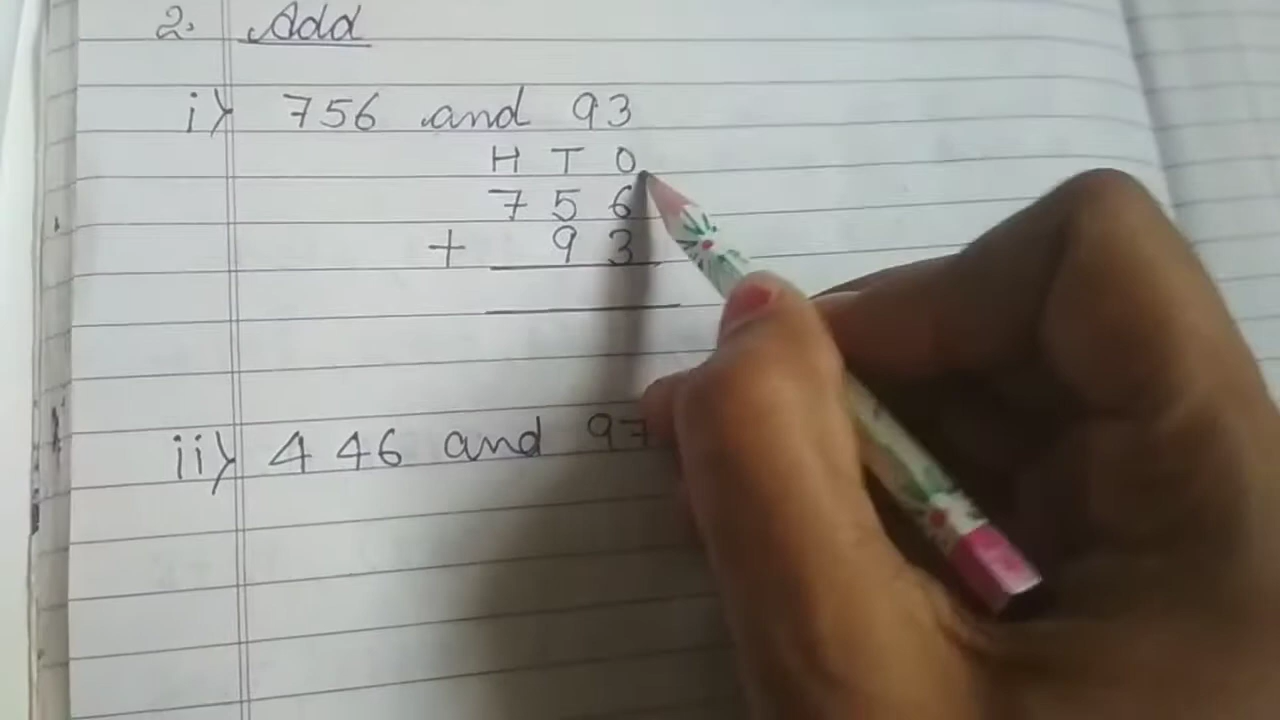 2. Add
i) 756 and 93
H T O
7 5 6
+ 9 3
ii) 446 and 97